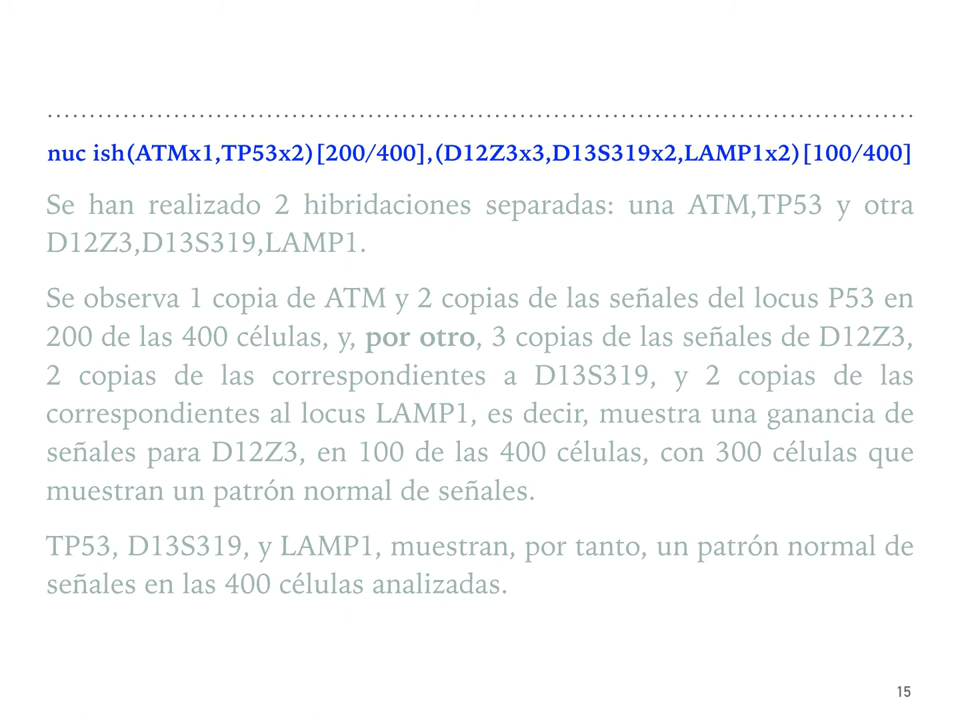 nuc ish(ATMx1,TP53x2)[200/400],(D12Z3x3,D13S319x2,LAMP1x2)[100/400]
Se han realizado 2 hibridaciones separadas: una ATM,TP53 y otra
D12Z3,D13S319,LAMP1.
Se observa 1 copia de ATM y 2 copias de las señales del locus P53 en
200 de las 400 células, y, por otro, 3 copias de las señales de D12Z3,
2 copias de las correspondientes a D13S319, y 2 copias de las
correspondientes al locus LAMP1, es decir, muestra una ganancia de
señales para D12Z3, en 100 de las 400 células, con 300 células que
muestran un patrón normal de señales.
TP53, D13S319, y LAMP1, muestran, por tanto, un patrón normal de
señales en las 400 células analizadas.
15